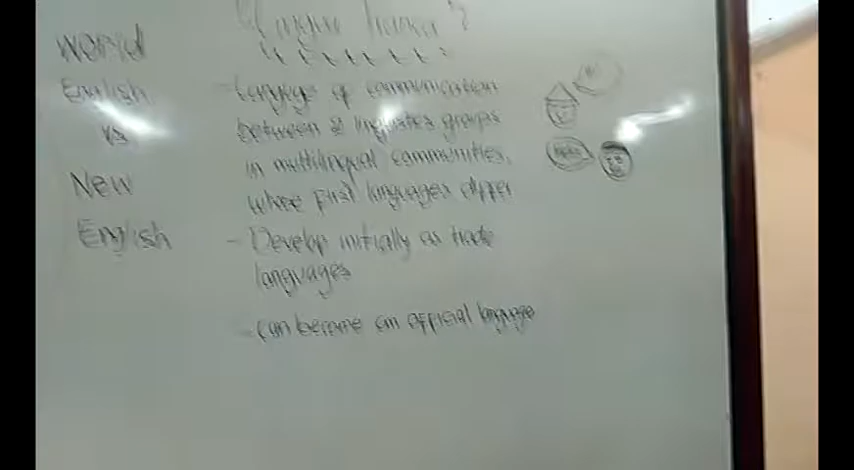 World
English
vs
New
English
"Lingua franca"?
- Language of communication
between 2 linguistics groups
in multilingual communities,
where first languages differ
- Develop initially as trade
languages
- can become an official language